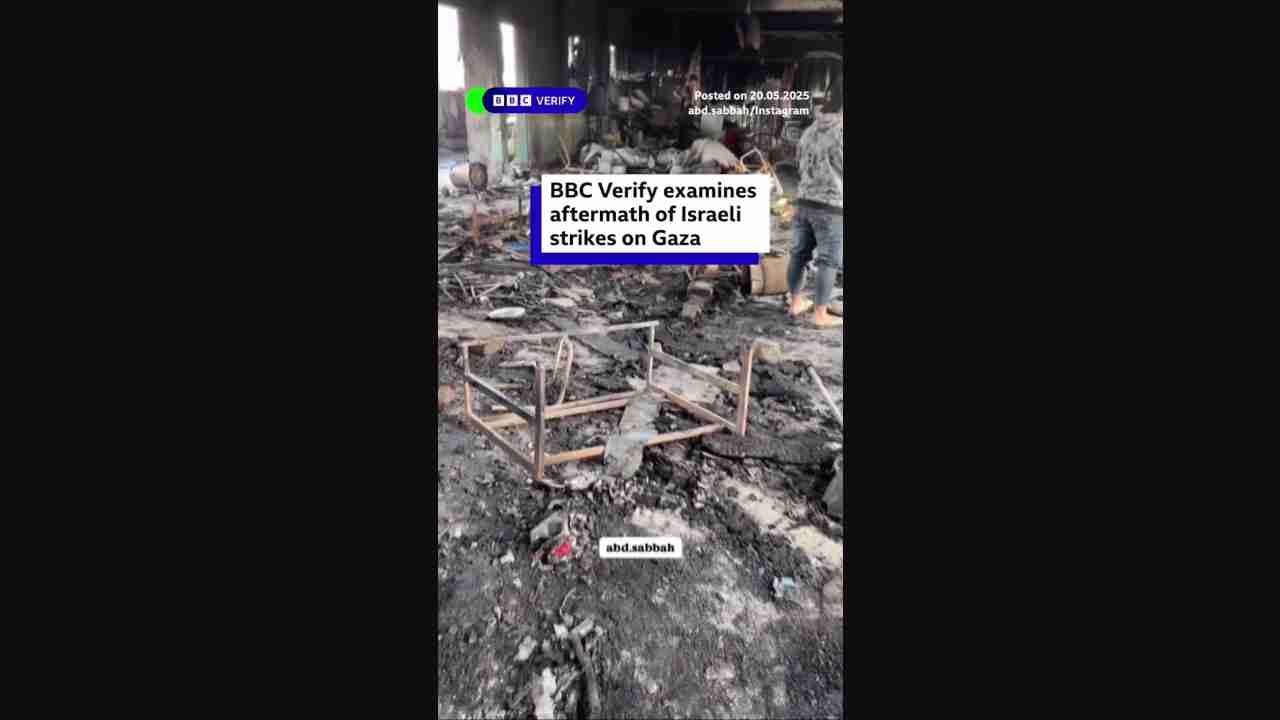 BBC VERIFY
Posted on 20.05.2025
abd.sabbah/Instagram
BBC Verify examines
aftermath of Israeli
strikes on Gaza
abd.sabbah